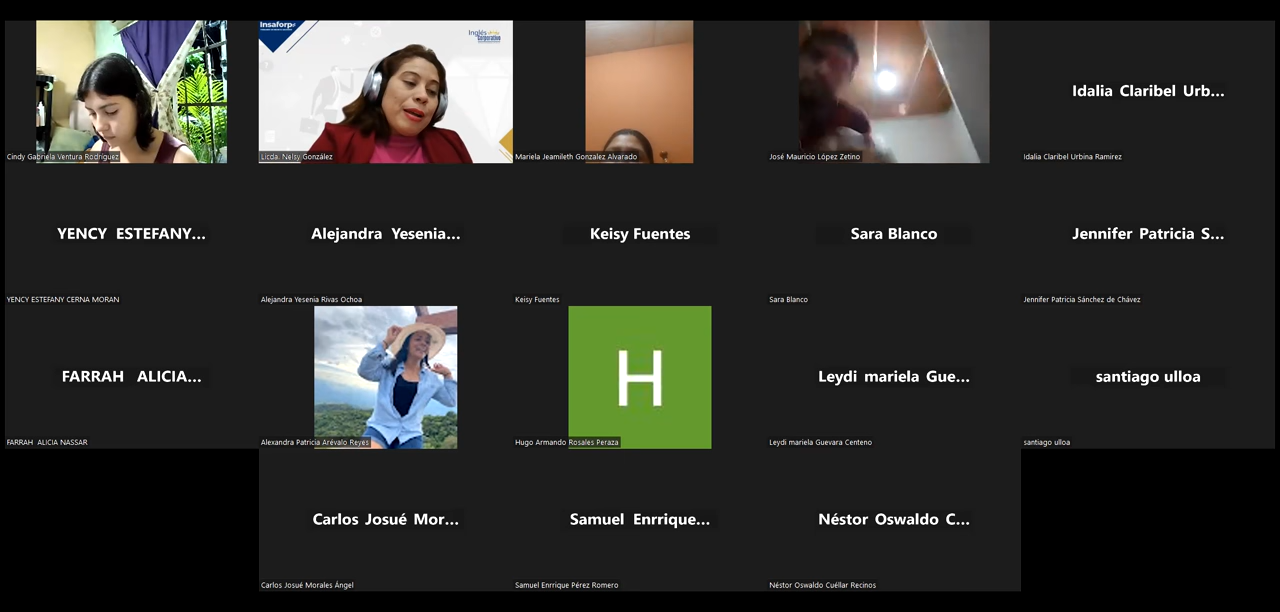 Insaforp
Inglés
Corporativo
Cindy Gabriela Ventura Rodríguez
Licda. Nelsy González
Mariela Jeamileth Gonzalez Alvarado
José Mauricio López Zetino
Idalia Claribel Urb...
Idalia Claribel Urbina Ramirez
YENCY ESTEFANY...
YENCY ESTEFANY CERNA MORAN
Alejandra Yesenia...
Alejandra Yesenia Rivas Ochoa
Keisy Fuentes
Keisy Fuentes
Sara Blanco
Sara Blanco
Jennifer Patricia S...
Jennifer Patricia Sánchez de Chávez
FARRAH ALICIA...
FARRAH ALICIA NASSAR
Alexandra Patricia Arévalo Reyes
H
Hugo Armando Rosales Peraza
Leydi mariela Gue...
Leydi mariela Guevara Centeno
santiago ulloa
santiago ulloa
Carlos Josué Mor...
Carlos Josué Morales Ángel
Samuel Enrrique...
Samuel Enrrique Pérez Romero
Néstor Oswaldo C...
Néstor Oswaldo Cuéllar Recinos